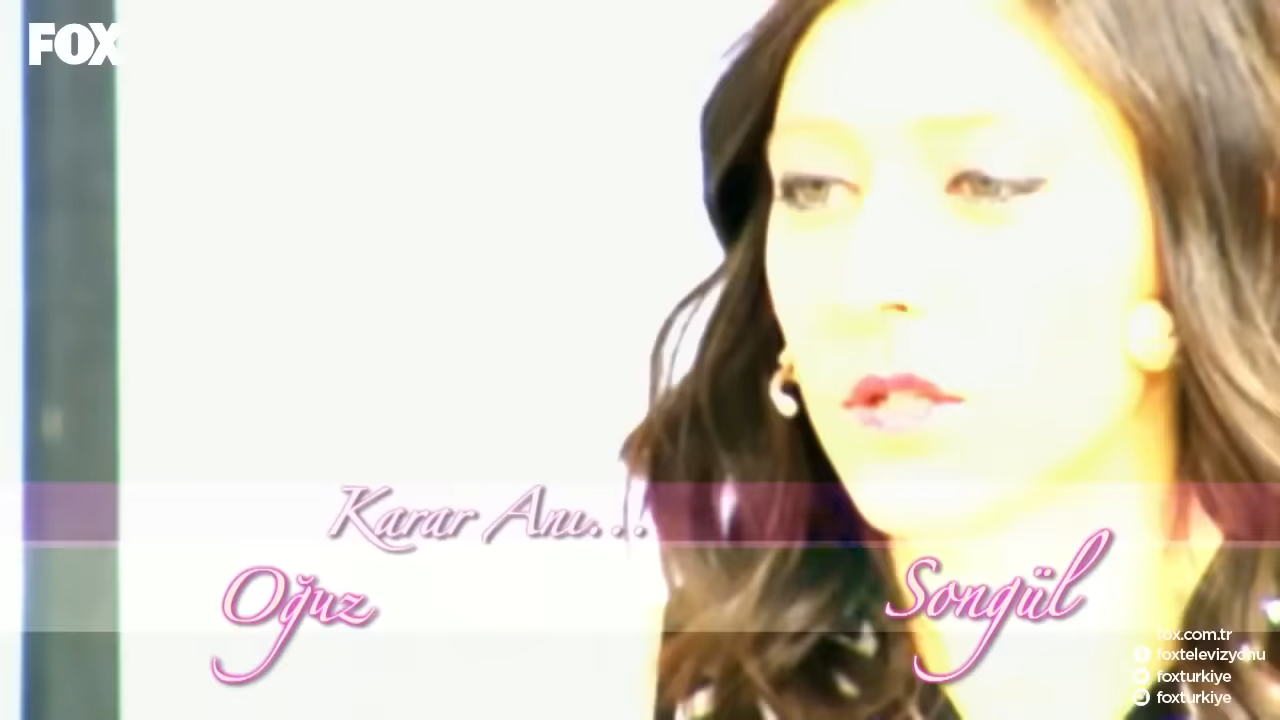 FOX
Karar Anı...
Oğuz
Songül
fox.com.tr
foxtelevizyonu
foxturkiye
foxturkiye